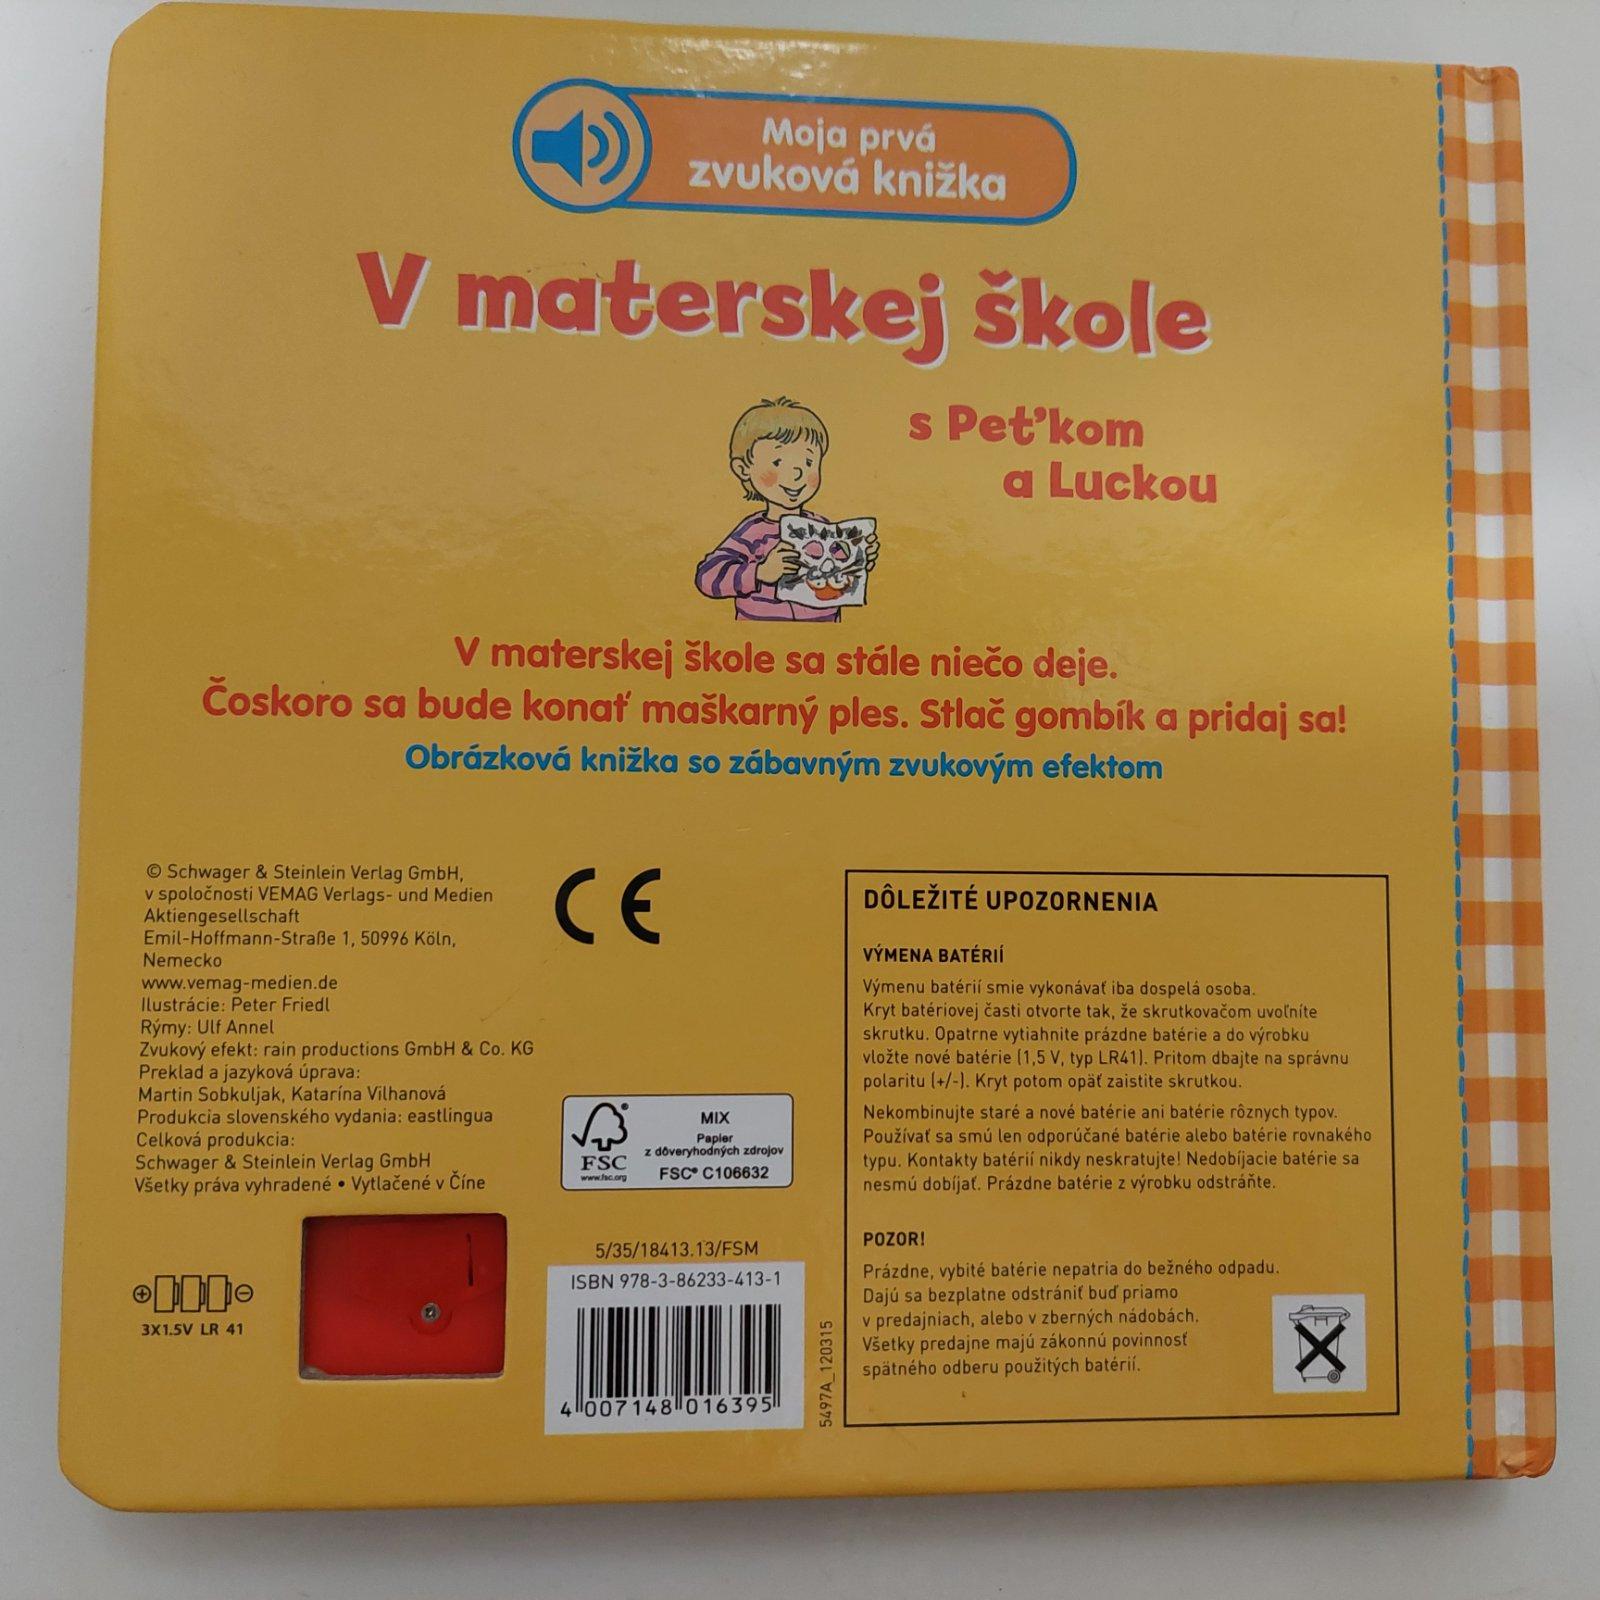 Moja prvá
zvuková knižka
V materskej škole
s Peťkom
a Luckou
V materskej škole sa stále niečo deje.
Čoskoro sa bude konať maškarný ples. Stlač gombík a pridaj sa!
Obrázková knižka so zábavným zvukovým efektom
© Schwager & Steinlein Verlag GmbH,
v spoločnosti VEMAG Verlags- und Medien
Aktiengesellschaft
Emil-Hoffmann-Straße 1, 50996 Köln,
Nemecko
www.vemag-medien.de
Ilustrácie: Peter Friedl
Rýmy: Ulf Annel
Zvukový efekt: rain productions GmbH & Co. KG
Preklad a jazyková úprava:
Martin Sobkuljak, Katarína Vilhanová
Produkcia slovenského vydania: eastlingua
Celková produkcia:
Schwager & Steinlein Verlag GmbH
Všetky práva vyhradené • Vytlačené v Číne
3X1.5V LR 41
CE
FSC
www.fsc.org
MIX
Papier
z dôveryhodných zdrojov
FSC® C106632
5/35/18413.13/FSM
ISBN 978-3-86233-413-1
4 007148 016395
5497A_120315
DÔLEŽITÉ UPOZORNENIA
VÝMENA BATÉRIÍ
Výmenu batérií smie vykonávať iba dospelá osoba.
Kryt batériovej časti otvorte tak, že skrutkovačom uvoľníte
skrutku. Opatrne vytiahnite prázdne batérie a do výrobku
vložte nové batérie (1,5 V, typ LR41). Pritom dbajte na správnu
polaritu (+/-). Kryt potom opäť zaistite skrutkou.
Nekombinujte staré a nové batérie ani batérie rôznych typov.
Používať sa smú len odporúčané batérie alebo batérie rovnakého
typu. Kontakty batérií nikdy neskratujte! Nedobíjacie batérie sa
nesmú dobíjať. Prázdne batérie z výrobku odstráňte.
POZOR!
Prázdne, vybité batérie nepatria do bežného odpadu.
Dajú sa bezplatne odstrániť buď priamo
v predajniach, alebo v zberných nádobách.
Všetky predajne majú zákonnú povinnosť
spätného odberu použitých batérií.